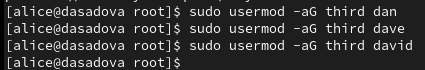 [alice@dasadova root]$ sudo usermod -aG third dan
[alice@dasadova root]$ sudo usermod -aG third dave
[alice@dasadova root]$ sudo usermod -aG third david
[alice@dasadova root]$